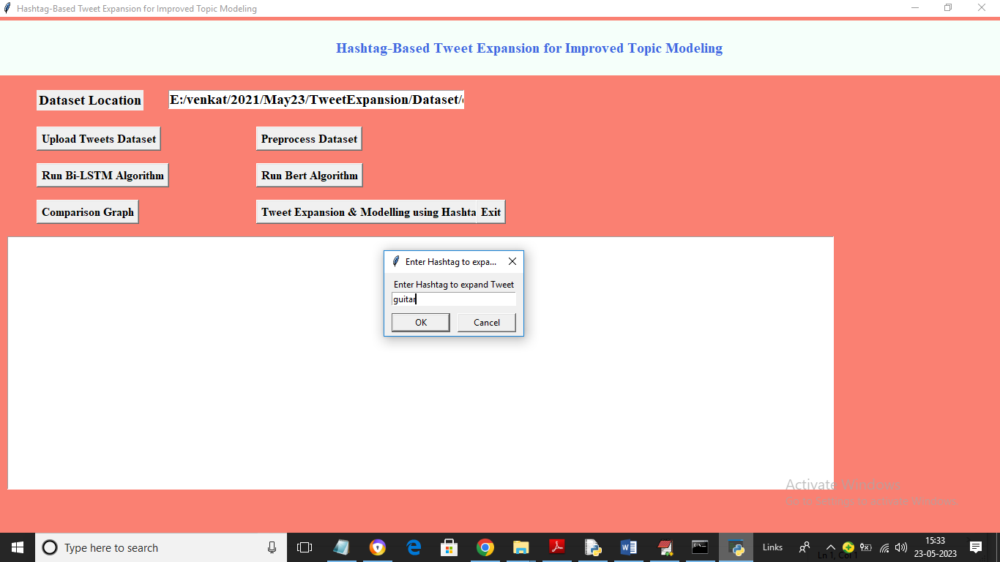 Hashtag-Based Tweet Expansion for Improved Topic Modeling
Hashtag-Based Tweet Expansion for Improved Topic Modeling
Dataset Location E:/venkat/2021/May23/TweetExpansion/Dataset/
Upload Tweets Dataset Preprocess Dataset
Run Bi-LSTM Algorithm Run Bert Algorithm
Comparison Graph Tweet Expansion & Modelling using Hashta Exit
Enter Hashtag to expa...
Enter Hashtag to expand Tweet
guitar
OK Cancel
Activate Windows
Go to Settings to activate Windows.
Type here to search Links 15:33
Ln 1, Col 1 23-05-2023